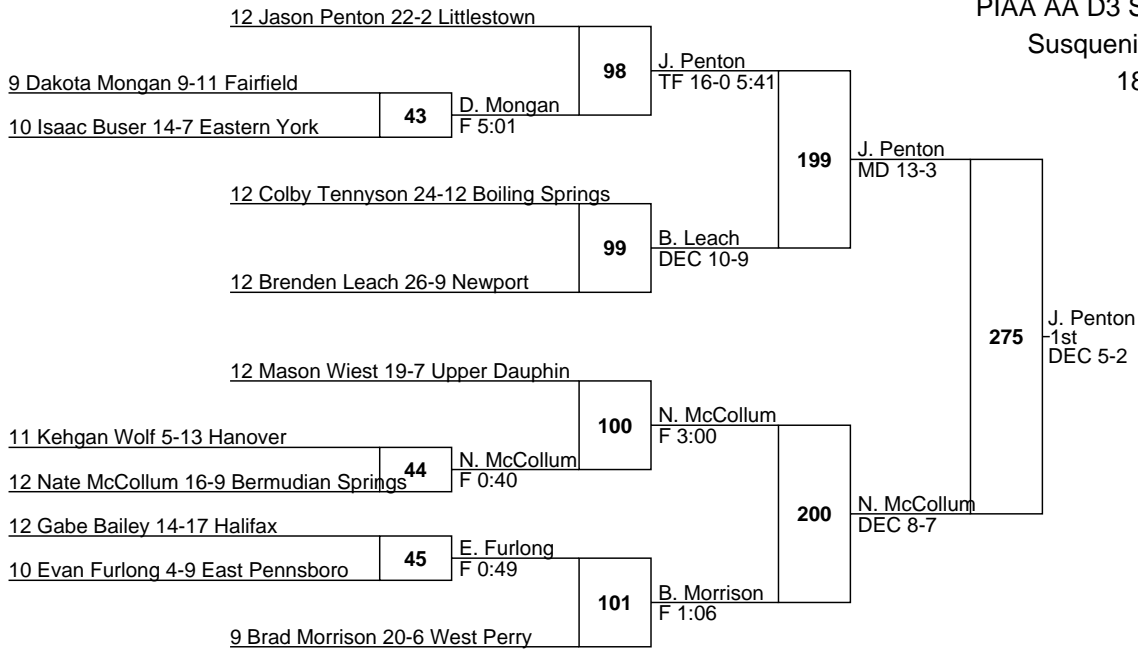 PIAA AA D3 S
Susqueni
18
12 Jason Penton 22-2 Littlestown
98
J. Penton
TF 16-0 5:41
9 Dakota Mongan 9-11 Fairfield
43
D. Mongan
F 5:01
10 Isaac Buser 14-7 Eastern York
199
J. Penton
MD 13-3
12 Colby Tennyson 24-12 Boiling Springs
99
B. Leach
DEC 10-9
12 Brenden Leach 26-9 Newport
275
J. Penton
1st
DEC 5-2
12 Mason Wiest 19-7 Upper Dauphin
100
N. McCollum
F 3:00
11 Kehgan Wolf 5-13 Hanover
44
N. McCollum
F 0:40
12 Nate McCollum 16-9 Bermudian Springs
200
N. McCollum
DEC 8-7
12 Gabe Bailey 14-17 Halifax
45
E. Furlong
F 0:49
10 Evan Furlong 4-9 East Pennsboro
101
B. Morrison
F 1:06
9 Brad Morrison 20-6 West Perry